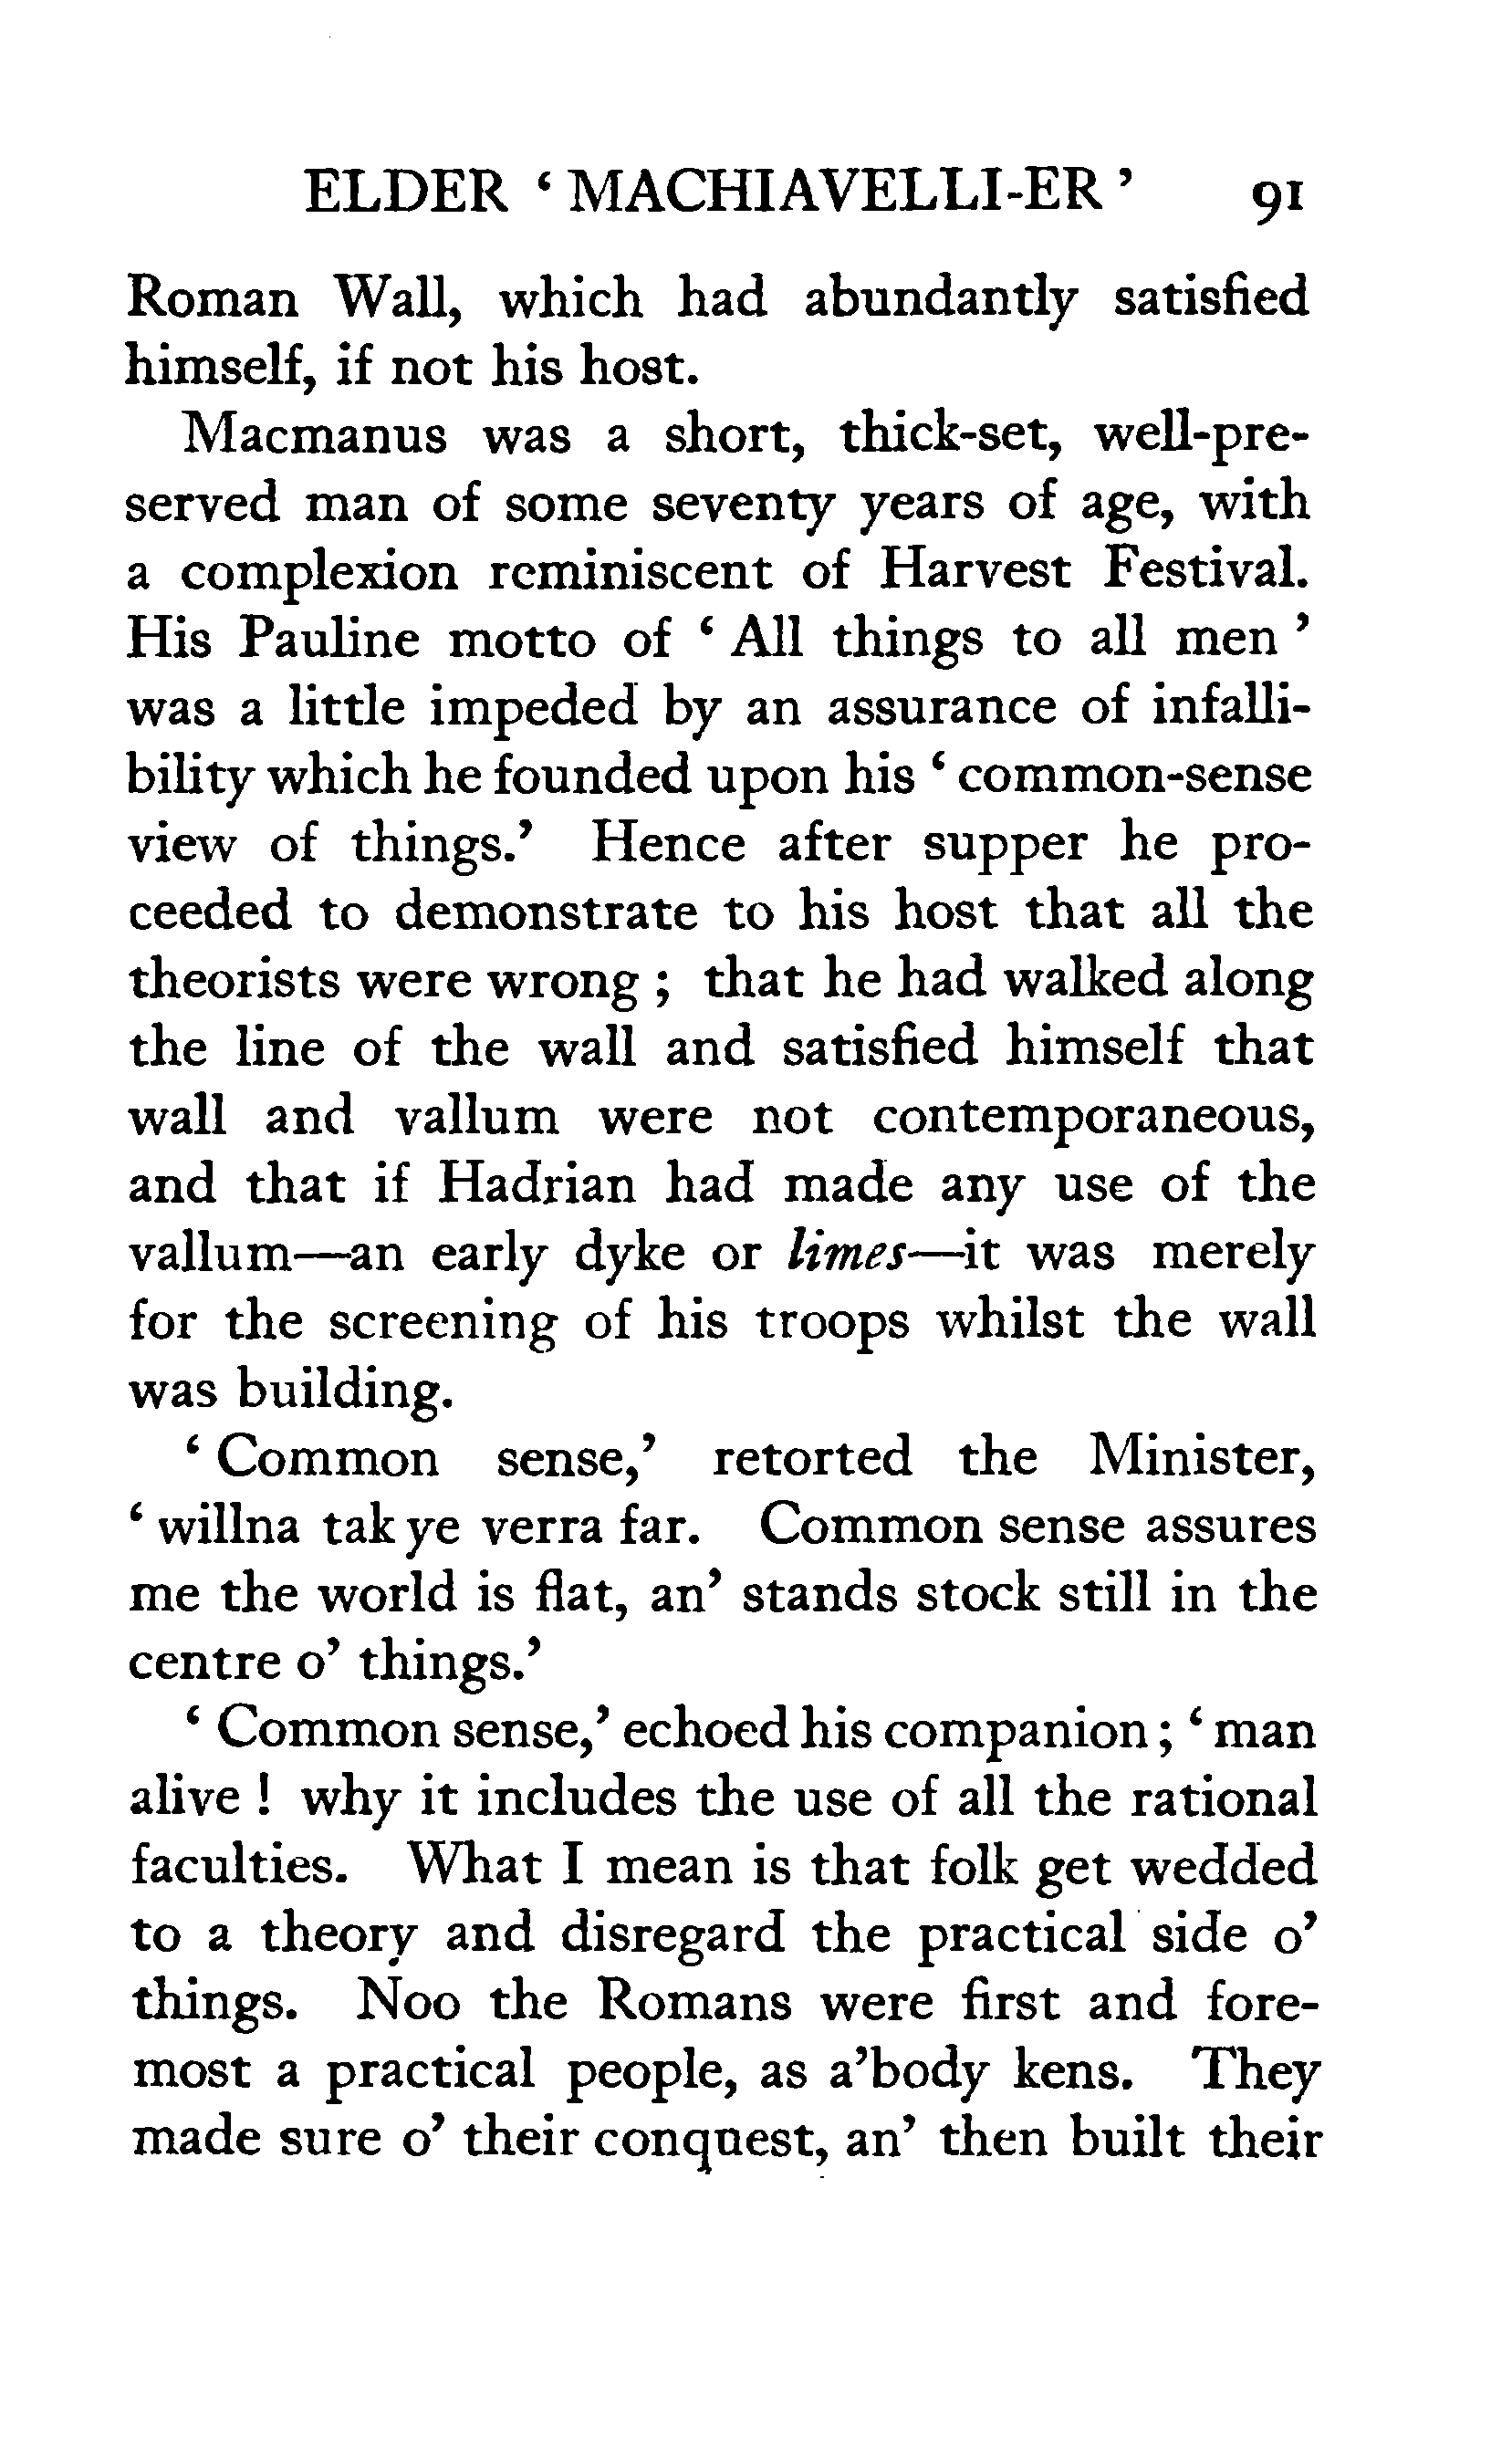 ELDER ‘ MACHIAVELLI-ER ’ 91
Roman Wall, which had abundantly satisfied
himself, if not his host.
Macmanus was a short, thick-set, well-pre-
served man of some seventy years of age, with
a complexion reminiscent of Harvest Festival.
His Pauline motto of ‘ All things to all men ’
was a little impeded by an assurance of infalli-
bility which he founded upon his ‘ common-sense
view of things.’ Hence after supper he pro-
ceeded to demonstrate to his host that all the
theorists were wrong ; that he had walked along
the line of the wall and satisfied himself that
wall and vallum were not contemporaneous,
and that if Hadrian had made any use of the
vallum—an early dyke or limes—it was merely
for the screening of his troops whilst the wall
was building.
‘ Common sense,’ retorted the Minister,
‘ willna tak ye verra far. Common sense assures
me the world is flat, an’ stands stock still in the
centre o’ things.’
‘ Common sense,’ echoed his companion ; ‘ man
alive ! why it includes the use of all the rational
faculties. What I mean is that folk get wedded
to a theory and disregard the practical side o’
things. Noo the Romans were first and fore-
most a practical people, as a’body kens. They
made sure o’ their conquest, an’ then built their